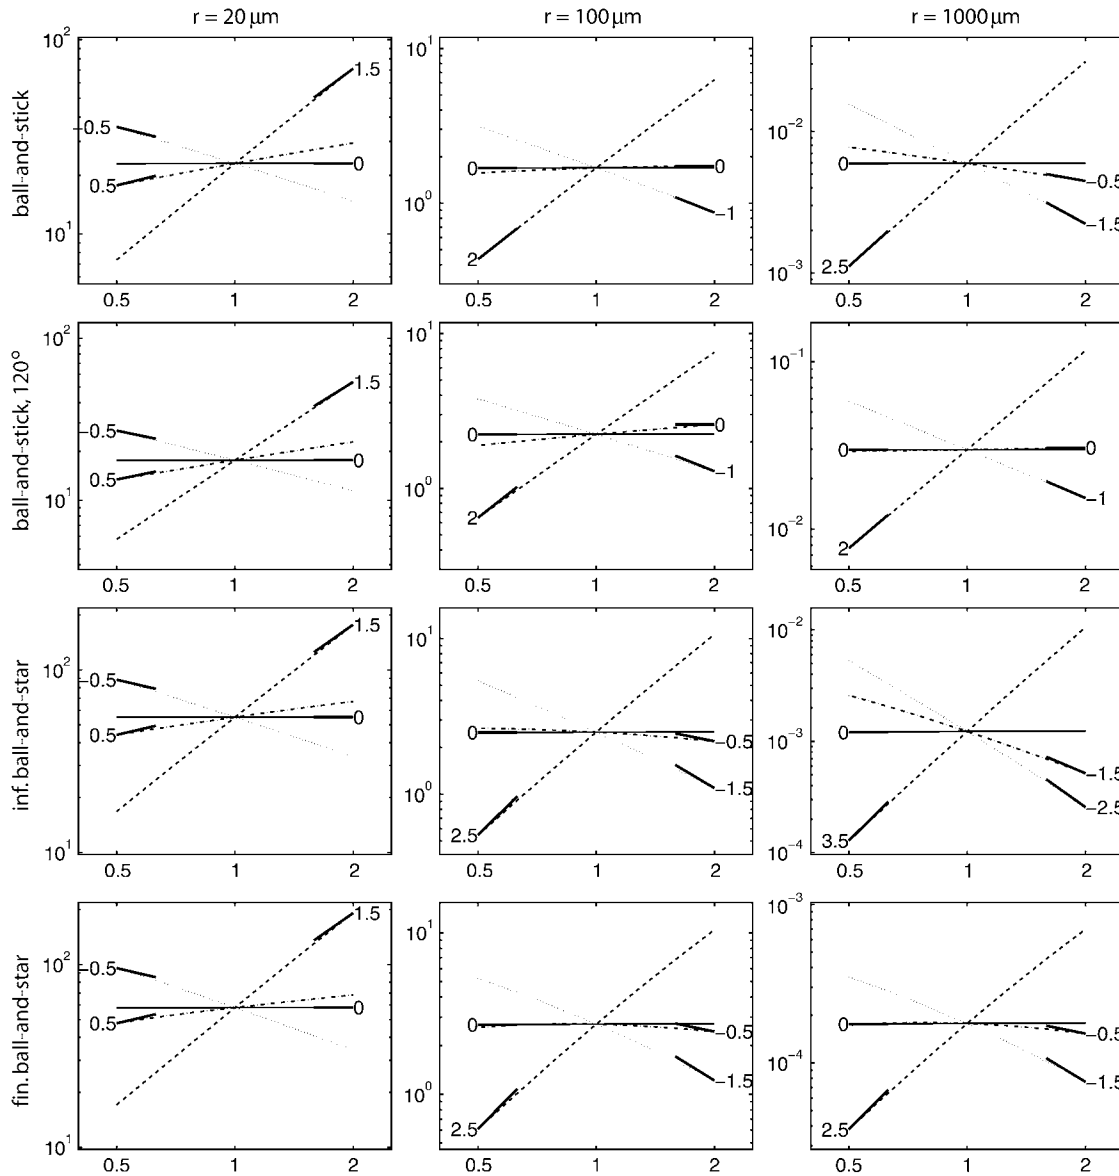 r = 20 μm r = 100 μm r = 1000 μm
ball-and-stick
10² 10¹ −0.5 0.5 1.5 0 0.5 1 2
10¹ 10⁰ 0 2 0 −1 0.5 1 2
10⁻² 10⁻³ 0 2.5 −0.5 −1.5 0.5 1 2
ball-and-stick, 120°
10² 10¹ −0.5 0.5 1.5 0 0.5 1 2
10¹ 10⁰ 0 2 0 −1 0.5 1 2
10⁻¹ 10⁻² 0 2 0 −1 0.5 1 2
inf. ball-and-star
10² 10¹ −0.5 0.5 1.5 0 0.5 1 2
10¹ 10⁰ 0 2.5 −0.5 −1.5 0.5 1 2
10⁻² 10⁻³ 10⁻⁴ 0 3.5 −1.5 −2.5 0.5 1 2
fin. ball-and-star
10² 10¹ −0.5 0.5 1.5 0 0.5 1 2
10¹ 10⁰ 0 2.5 −0.5 −1.5 0.5 1 2
10⁻³ 10⁻⁴ 0 2.5 −0.5 −1.5 0.5 1 2